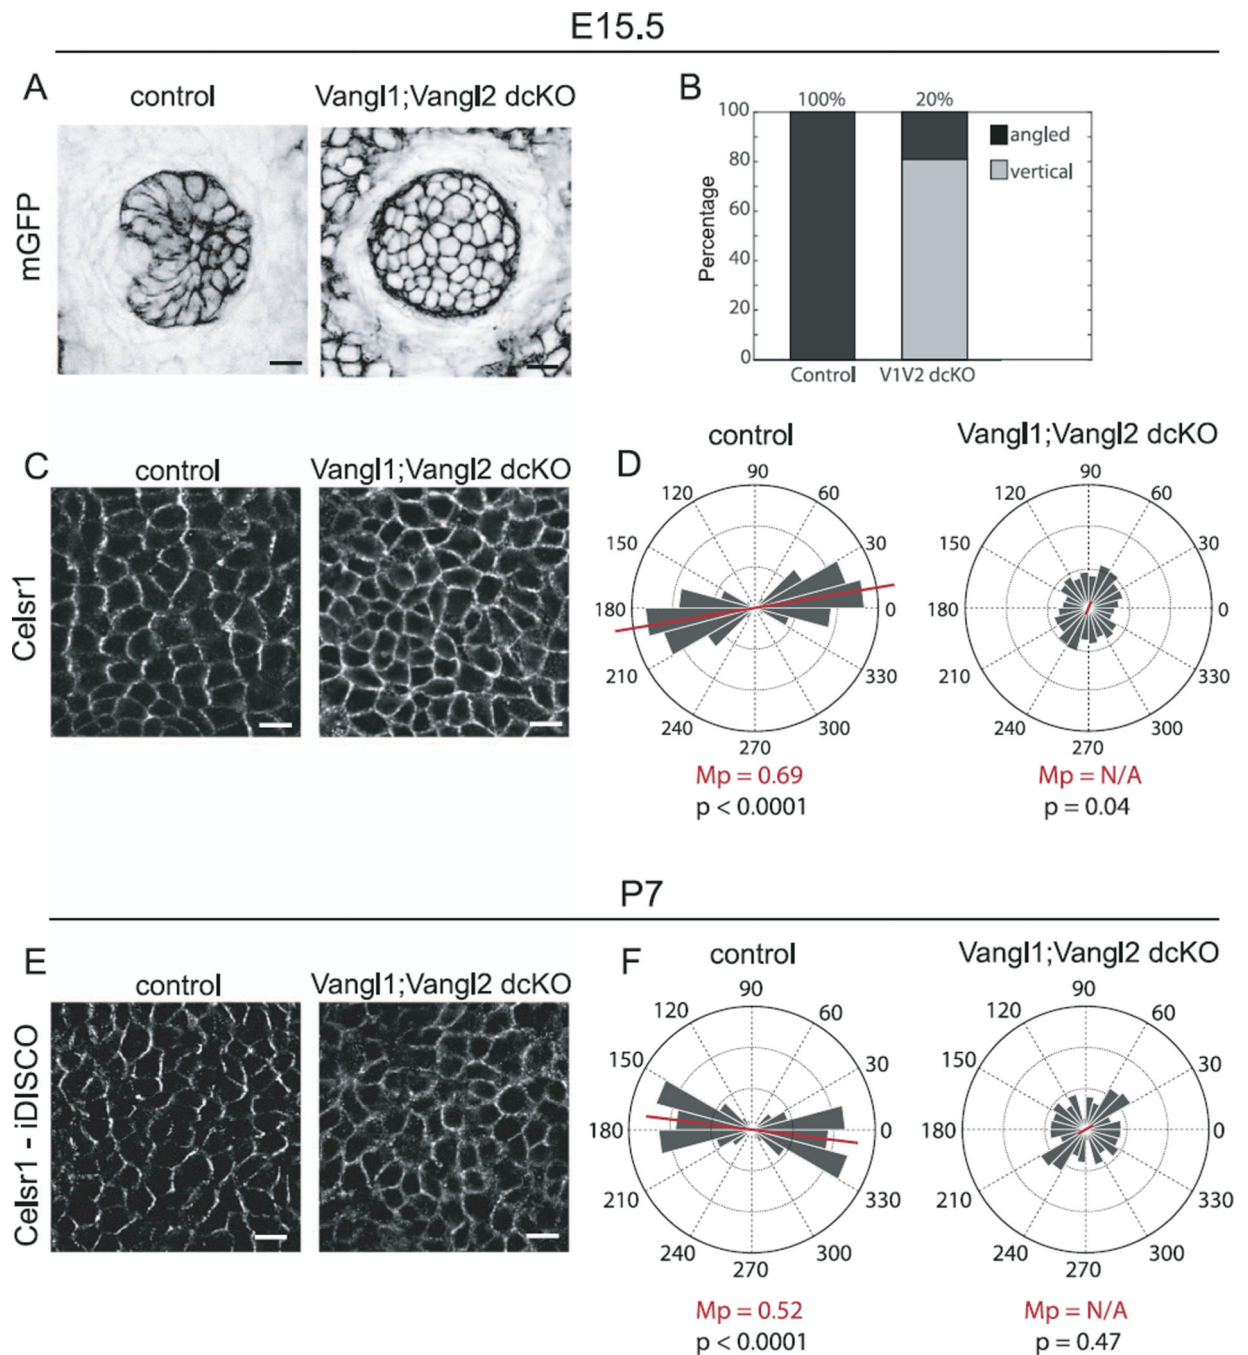 E15.5
A
control
Vangl1;Vangl2 dcKO
mGFP
B
100%
20%
100
80
60
40
20
0
Percentage
angled
vertical
Control
V1V2 dcKO
C
control
Vangl1;Vangl2 dcKO
Celsr1
D
control
Vangl1;Vangl2 dcKO
90
120
60
150
30
180
0
210
330
240
300
270
90
120
60
150
30
180
0
210
330
240
300
270
Mp = 0.69
p < 0.0001
Mp = N/A
p = 0.04
P7
E
control
Vangl1;Vangl2 dcKO
Celsr1 - iDISCO
F
control
Vangl1;Vangl2 dcKO
90
120
60
150
30
180
0
210
330
240
300
270
90
120
60
150
30
180
0
210
330
240
300
270
Mp = 0.52
p < 0.0001
Mp = N/A
p = 0.47